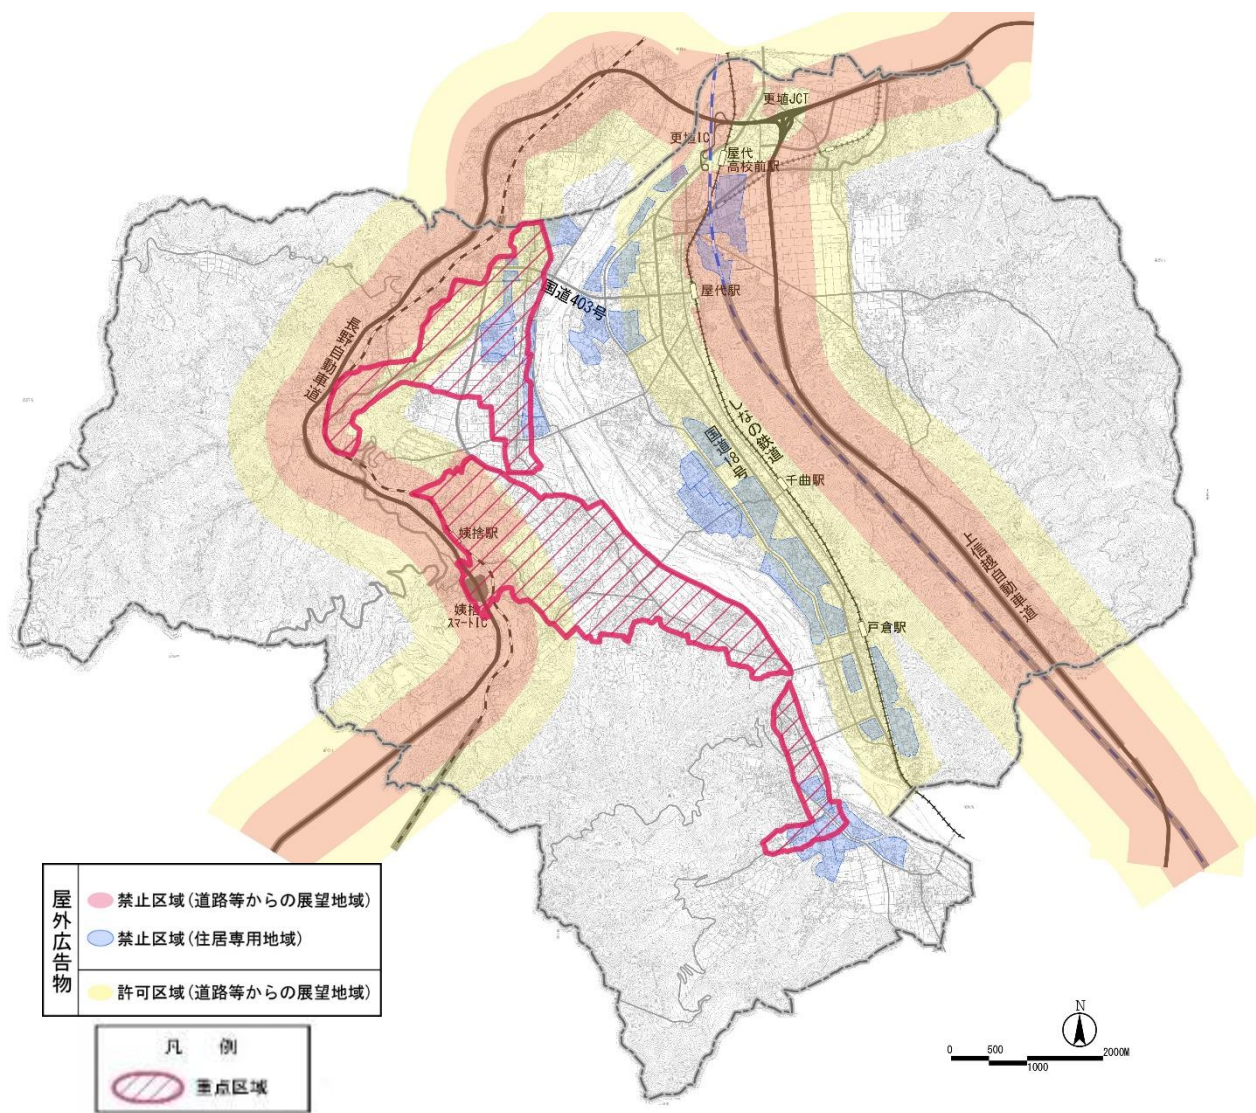 更埴JCT
更埴IC
屋代
高校前駅
屋代駅
国道403号
長野自動車道
しなの鉄道
国道18号
千曲駅
姨捨駅
上信越自動車道
姨捨
スマートIC
戸倉駅
屋外広告物
禁止区域(道路等からの展望地域)
禁止区域(住居専用地域)
許可区域(道路等からの展望地域)
凡 例
重点区域
N
0 500 2000M
1000